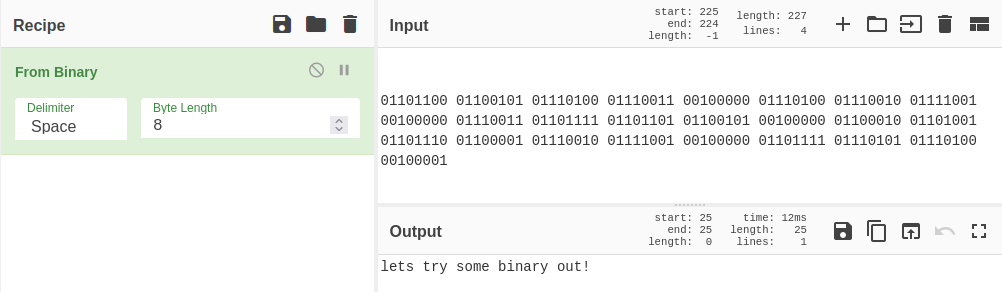 Recipe
From Binary
Delimiter
Space
Byte Length
8
Input
start: 225
end: 224
length: -1
length: 227
lines: 4
01101100 01100101 01110100 01110011 00100000 01110100 01110010 01111001
00100000 01110011 01101111 01101101 01100101 00100000 01100010 01101001
01101110 01100001 01110010 01111001 00100000 01101111 01110101 01110100
00100001
Output
start: 25
end: 25
length: 0
time: 12ms
length: 25
lines: 1
lets try some binary out!